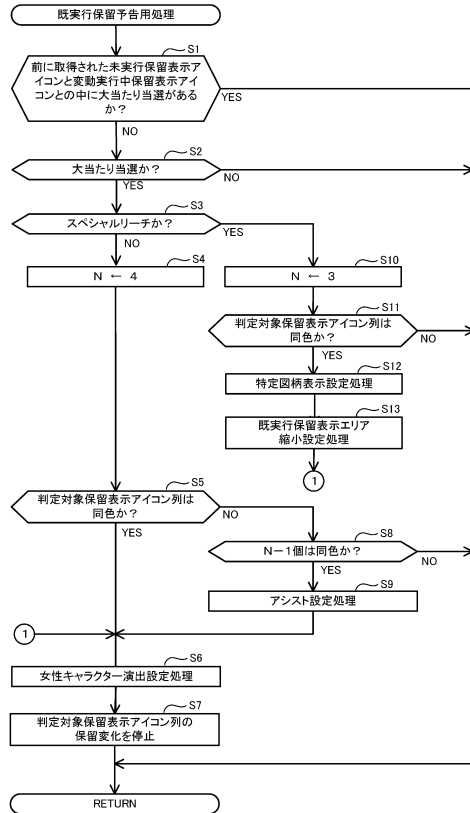 既実行保留予告用処理
S1
前に取得された未実行保留表示ア
イコンと変動実行中保留表示アイ
コンとの中に大当たり当選がある
か？
YES
NO
S2
大当たり当選か？
NO
YES
S3
スペシャルリーチか？
YES
NO
S4
N ← 4
S10
N ← 3
S11
判定対象保留表示アイコン列は
同色か？
NO
YES
S12
特定図柄表示設定処理
S13
既実行保留表示エリア
縮小設定処理
1
S5
判定対象保留表示アイコン列は
同色か？
NO
YES
S8
N－1個は同色か？
NO
YES
S9
アシスト設定処理
1
S6
女性キャラクター演出設定処理
S7
判定対象保留表示アイコン列の
保留変化を停止
RETURN